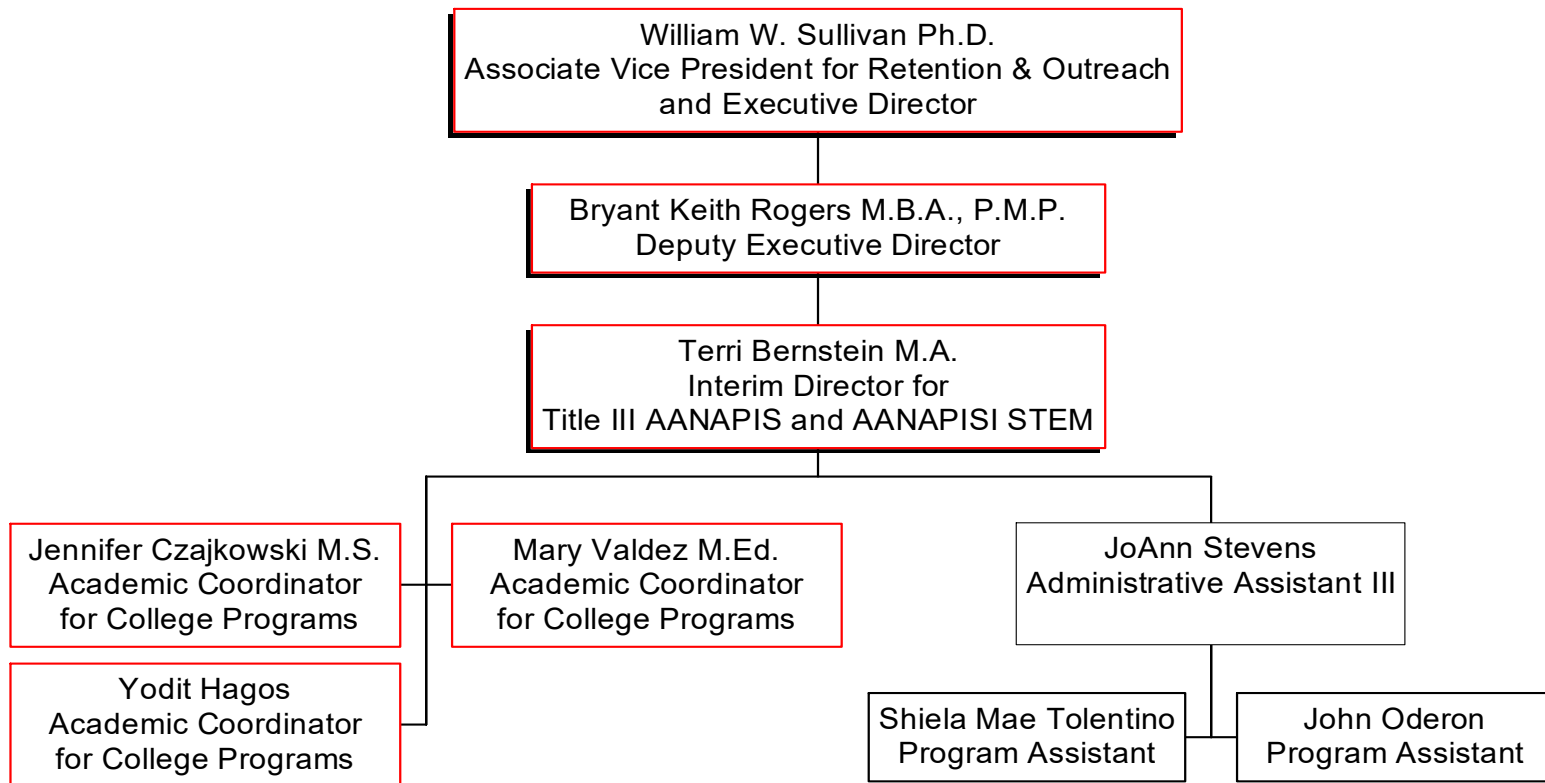 William W. Sullivan Ph.D.
Associate Vice President for Retention & Outreach
and Executive Director
Bryant Keith Rogers M.B.A., P.M.P.
Deputy Executive Director
Terri Bernstein M.A.
Interim Director for
Title III AANAPIS and AANAPISI STEM
Jennifer Czajkowski M.S.
Academic Coordinator
for College Programs
Mary Valdez M.Ed.
Academic Coordinator
for College Programs
JoAnn Stevens
Administrative Assistant III
Yodit Hagos
Academic Coordinator
for College Programs
Shiela Mae Tolentino
Program Assistant
John Oderon
Program Assistant